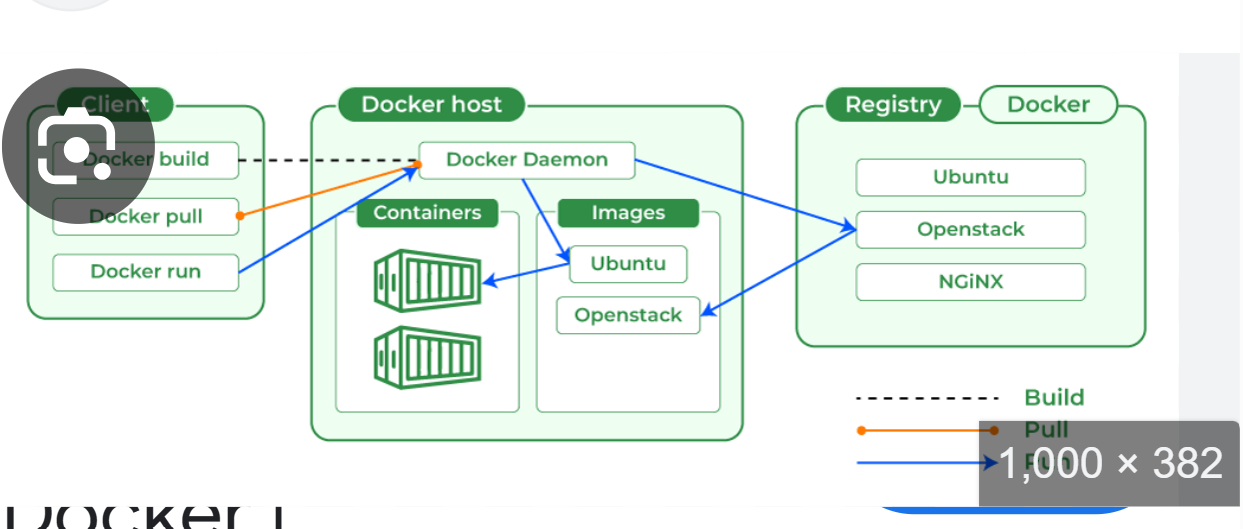 Client
Docker build
Docker pull
Docker run
Docker host
Docker Daemon
Containers
Images
Ubuntu
Openstack
Registry
Docker
Ubuntu
Openstack
NGiNX
Build
Pull
Run
1,000 × 382
Docker